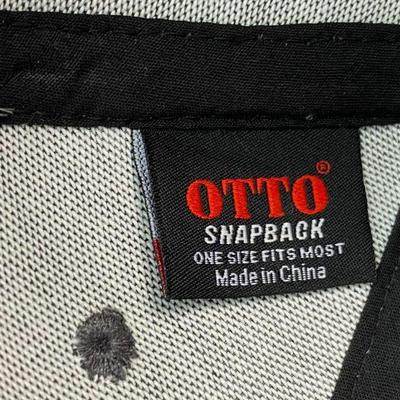 OTTO®
SNAPBACK
ONE SIZE FITS MOST
Made in China